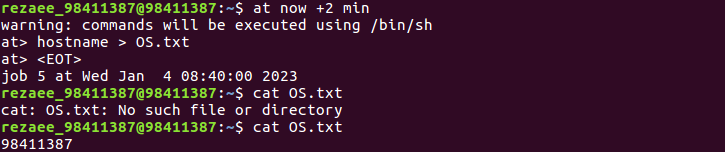 rezaee_98411387@98411387:~$ at now +2 min
warning: commands will be executed using /bin/sh
at> hostname > OS.txt
at> <EOT>
job 5 at Wed Jan  4 08:40:00 2023
rezaee_98411387@98411387:~$ cat OS.txt
cat: OS.txt: No such file or directory
rezaee_98411387@98411387:~$ cat OS.txt
98411387